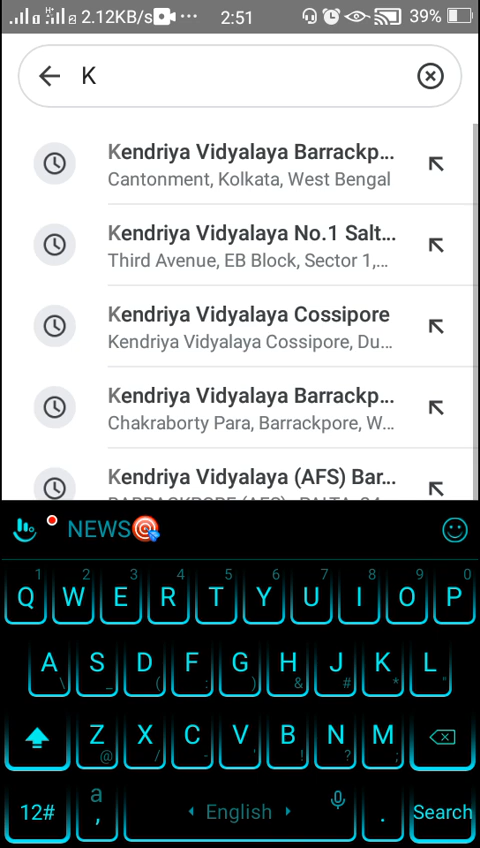 2.12KB/s ... 2:51 39%
K
Kendriya Vidyalaya Barrackp...
Cantonment, Kolkata, West Bengal
Kendriya Vidyalaya No.1 Salt...
Third Avenue, EB Block, Sector 1,...
Kendriya Vidyalaya Cossipore
Kendriya Vidyalaya Cossipore, Du...
Kendriya Vidyalaya Barrackp...
Chakraborty Para, Barrackpore, W...
Kendriya Vidyalaya (AFS) Bar...
NEWS🎯
1 2 3 4 5 6 7 8 9 0
Q W E R T Y U I O P
A S D F G H J K L
\ _ ( : ) & # * "
Z X C V B N M
@ / - ' ! ? ;
12# a , English . Search